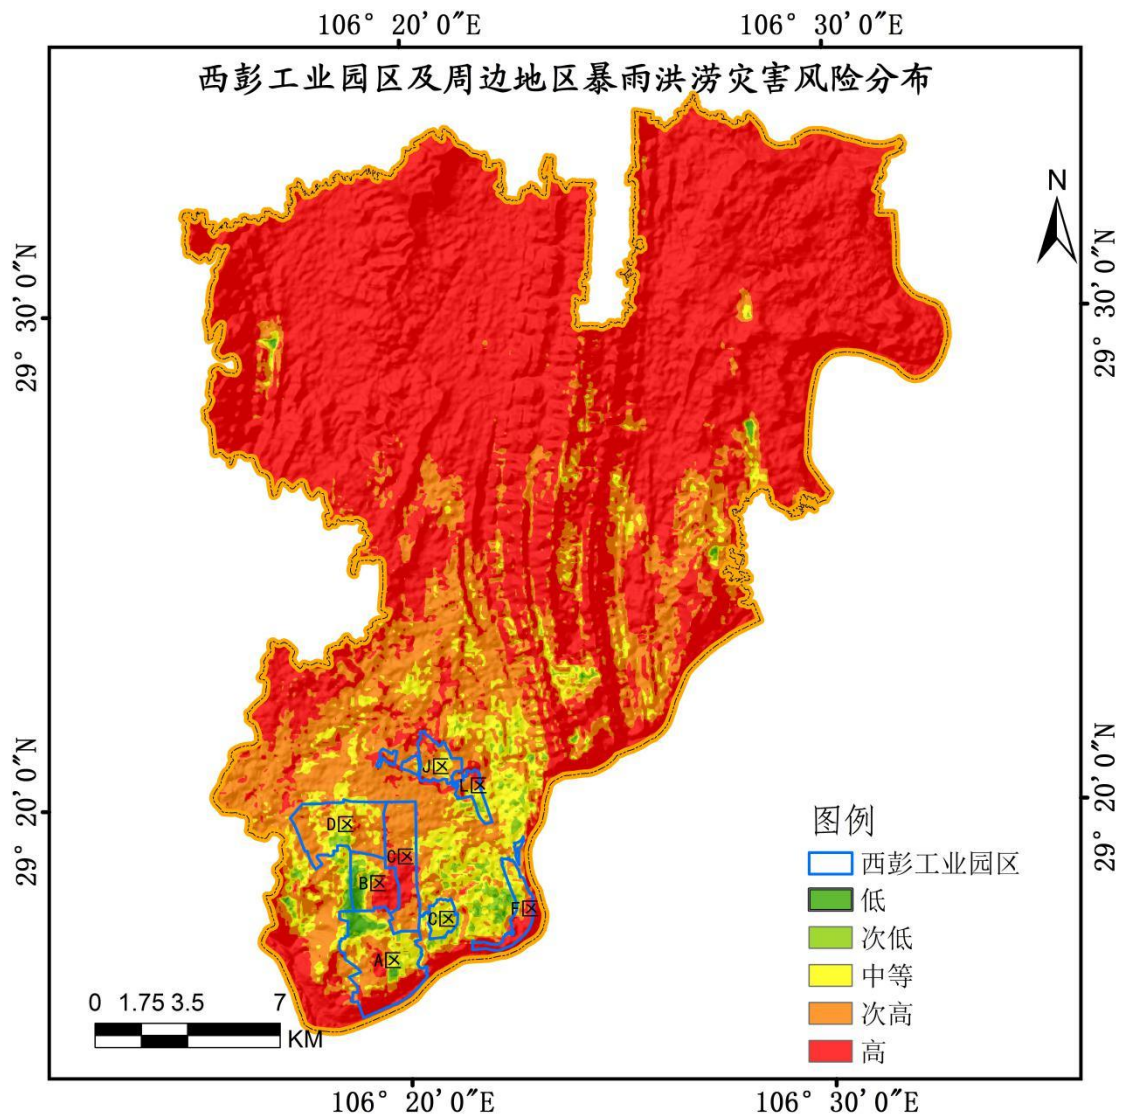 106° 20′ 0″E
106° 30′ 0″E
西彭工业园区及周边地区暴雨洪涝灾害风险分布
N
29° 30′ 0″N
29° 30′ 0″N
29° 20′ 0″N
29° 20′ 0″N
J区
L区
D区
C区
B区
C区
F区
A区
图例
西彭工业园区
低
次低
中等
次高
高
0 1.75 3.5 7
KM
106° 20′ 0″E
106° 30′ 0″E